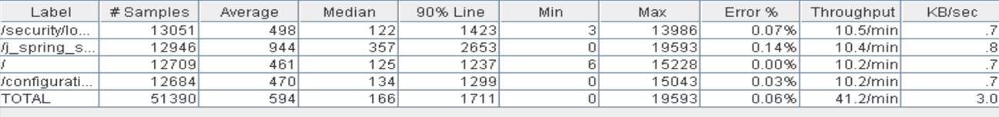 Label # Samples Average Median 90% Line Min Max Error % Throughput KB/sec
/security/lo... 13051 498 122 1423 3 13986 0.07% 10.5/min .7
/j_spring_s... 12946 944 357 2653 0 19593 0.14% 10.4/min .8
/ 12709 461 125 1237 6 15228 0.00% 10.2/min .7
/configurati... 12684 470 134 1299 0 15043 0.03% 10.2/min .7
TOTAL 51390 594 166 1711 0 19593 0.06% 41.2/min 3.0